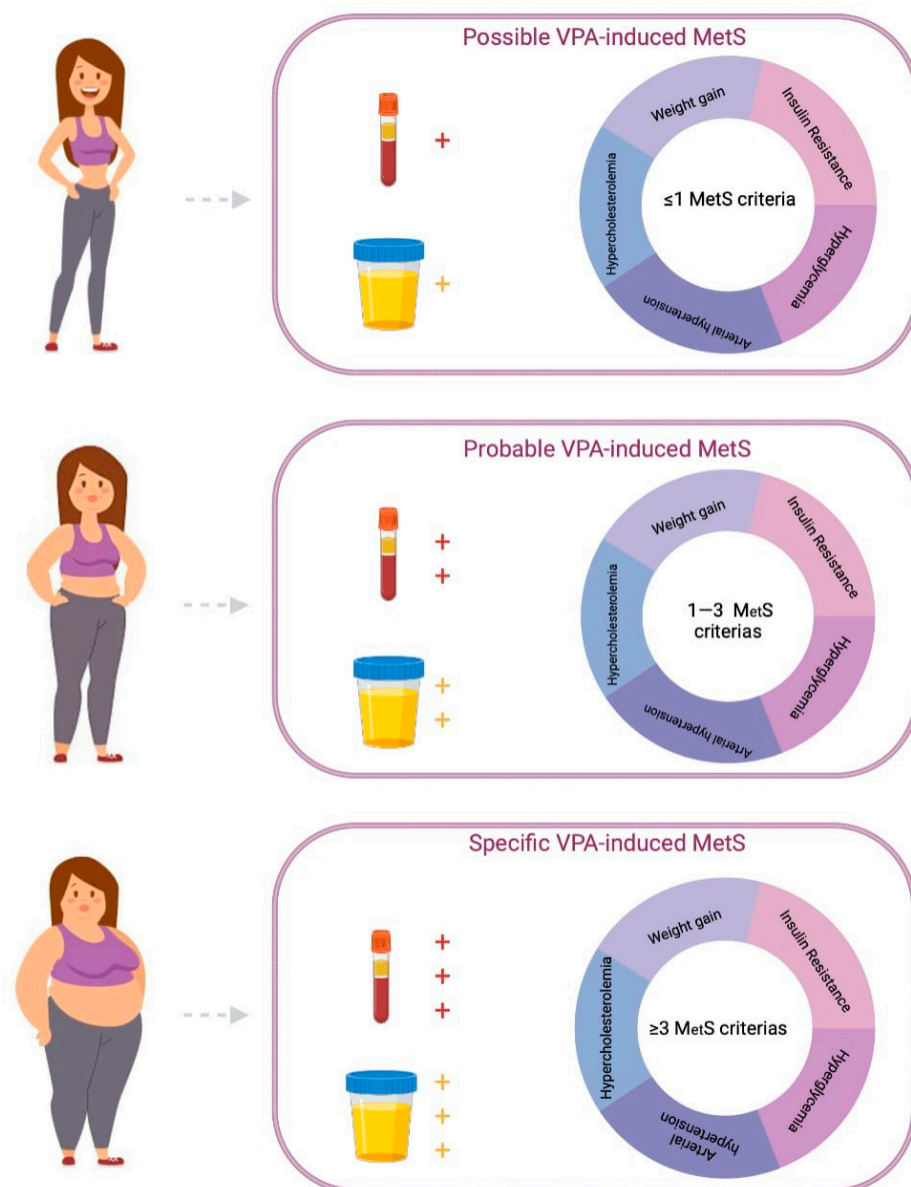 Possible VPA-induced MetS
+
+
Weight gain
Insulin Resistance
Hypercholesterolemia
≤1 MetS criteria
Hyperglycemia
Arterial hypertension
Probable VPA-induced MetS
+
+
+
+
Weight gain
Insulin Resistance
Hypercholesterolemia
1–3 MetS
criterias
Hyperglycemia
Arterial hypertension
Specific VPA-induced MetS
+
+
+
+
+
+
Weight gain
Insulin Resistance
Hypercholesterolemia
≥3 MetS criterias
Hyperglycemia
Arterial
hypertension